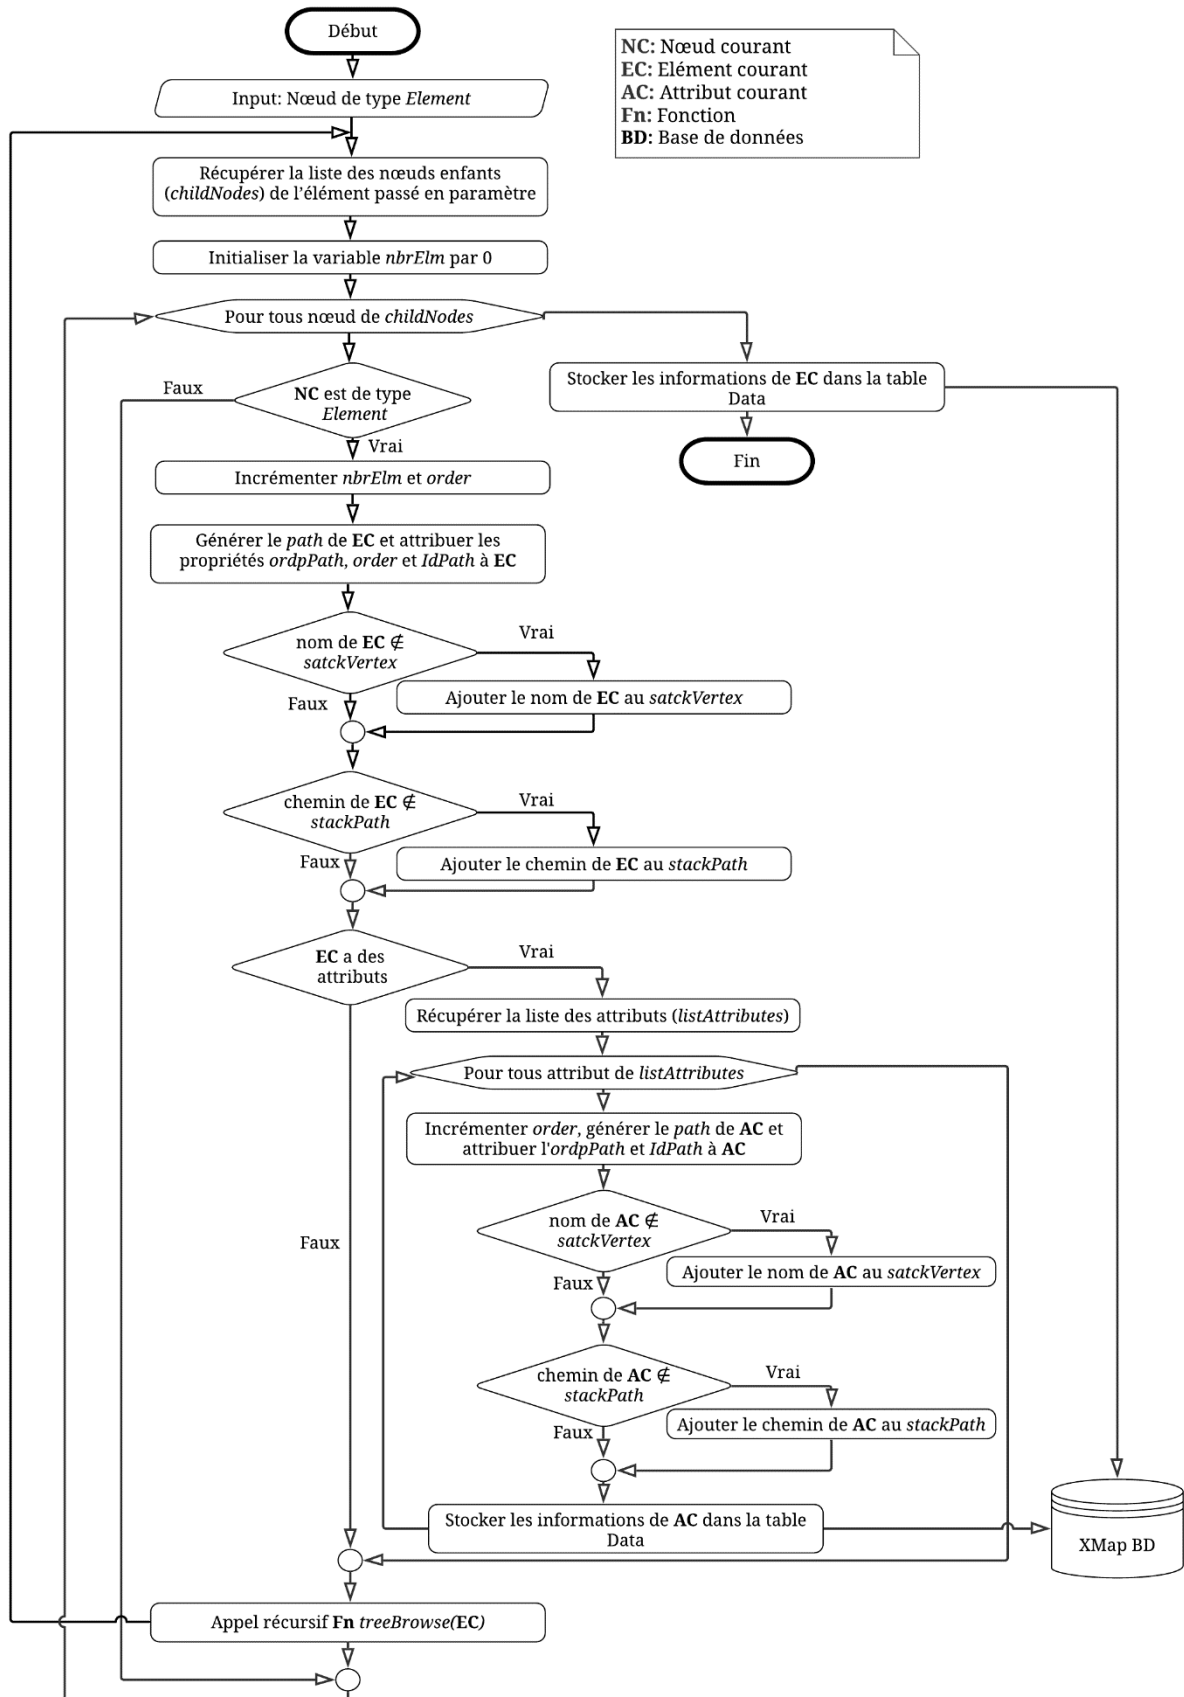 Début
NC: Nœud courant
EC: Elément courant
AC: Attribut courant
Fn: Fonction
BD: Base de données
Input: Nœud de type Element
Récupérer la liste des nœuds enfants
(childNodes) de l'élément passé en paramètre
Initialiser la variable nbrElm par 0
Pour tous nœud de childNodes
Stocker les informations de EC dans la table
Data
Fin
Faux
NC est de type
Element
Vrai
Incrémenter nbrElm et order
Générer le path de EC et attribuer les
propriétés ordpPath, order et IdPath à EC
nom de EC ∉
satckVertex
Vrai
Faux
Ajouter le nom de EC au satckVertex
chemin de EC ∉
stackPath
Vrai
Faux
Ajouter le chemin de EC au stackPath
EC a des
attributs
Vrai
Récupérer la liste des attributs (listAttributes)
Pour tous attribut de listAttributes
Incrémenter order, générer le path de AC et
attribuer l'ordpPath et IdPath à AC
nom de AC ∉
satckVertex
Vrai
Faux
Faux
Ajouter le nom de AC au satckVertex
chemin de AC ∉
stackPath
Vrai
Faux
Ajouter le chemin de AC au stackPath
Stocker les informations de AC dans la table
Data
XMap BD
Appel récursif Fn treeBrowse(EC)